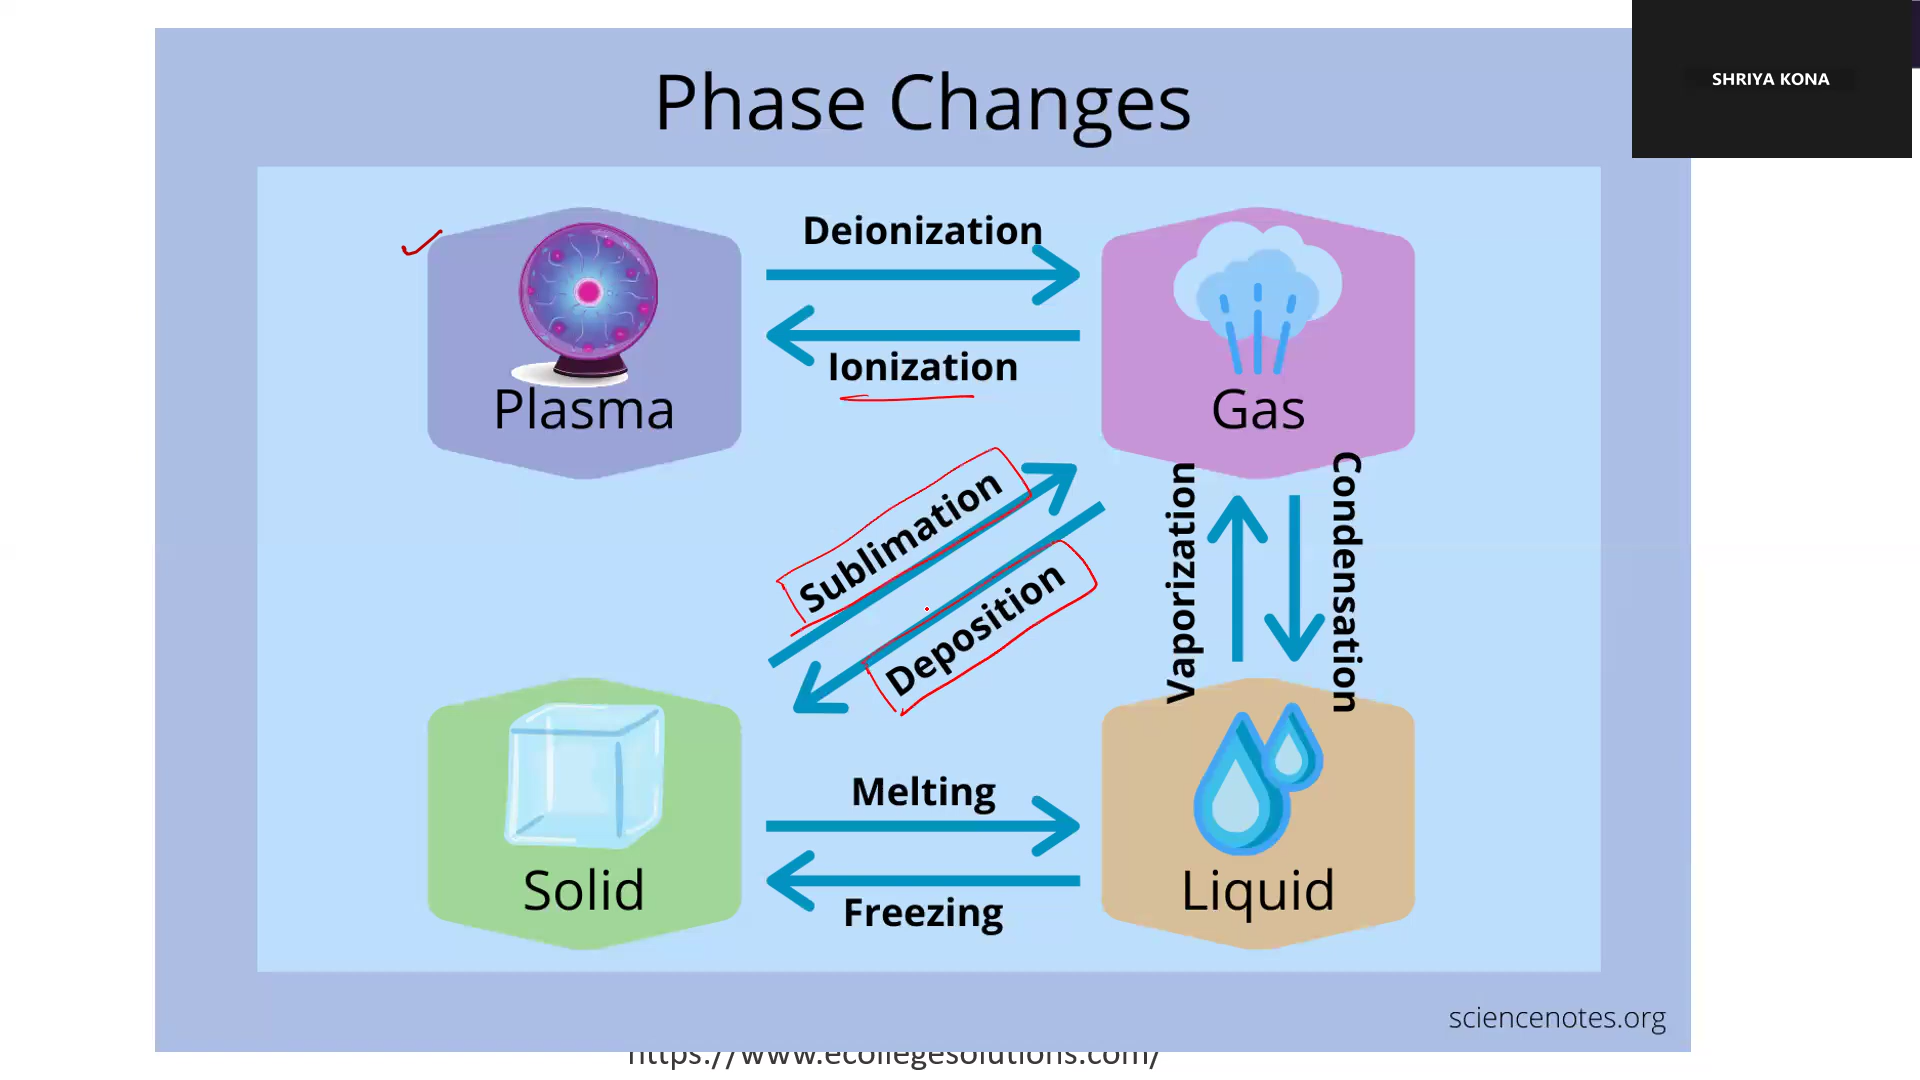 SHRIYA KONA
Phase Changes
Deionization
Ionization
Plasma
Gas
Sublimation
Deposition
Vaporization
Condensation
Melting
Freezing
Solid
Liquid
sciencenotes.org
https://www.ecollegesolutions.com/